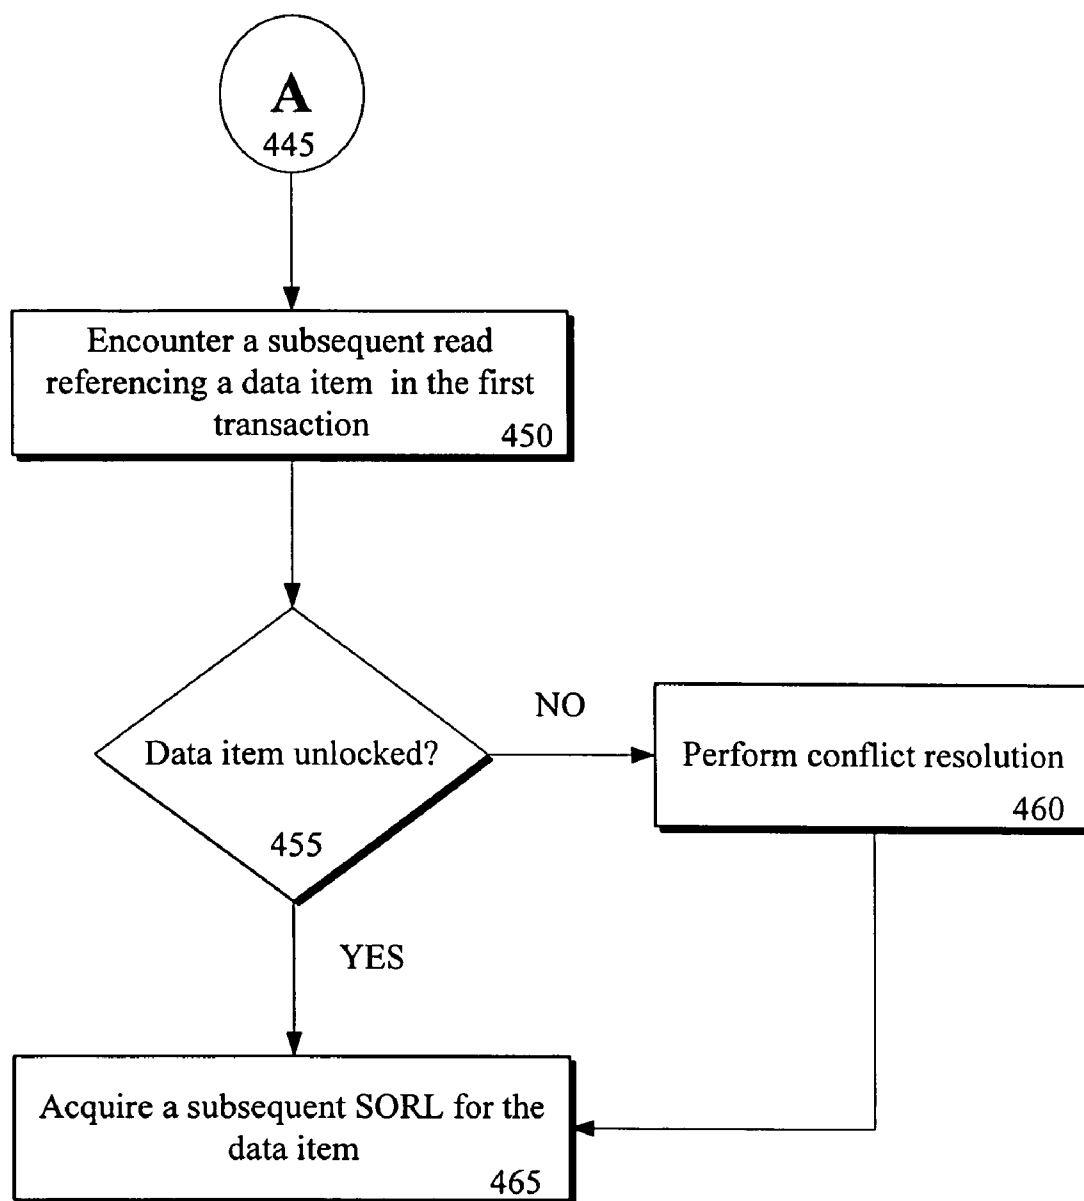 A
445
Encounter a subsequent read
referencing a data item in the first
transaction
450
Data item unlocked?
455
NO
Perform conflict resolution
460
YES
Acquire a subsequent SORL for the
data item
465